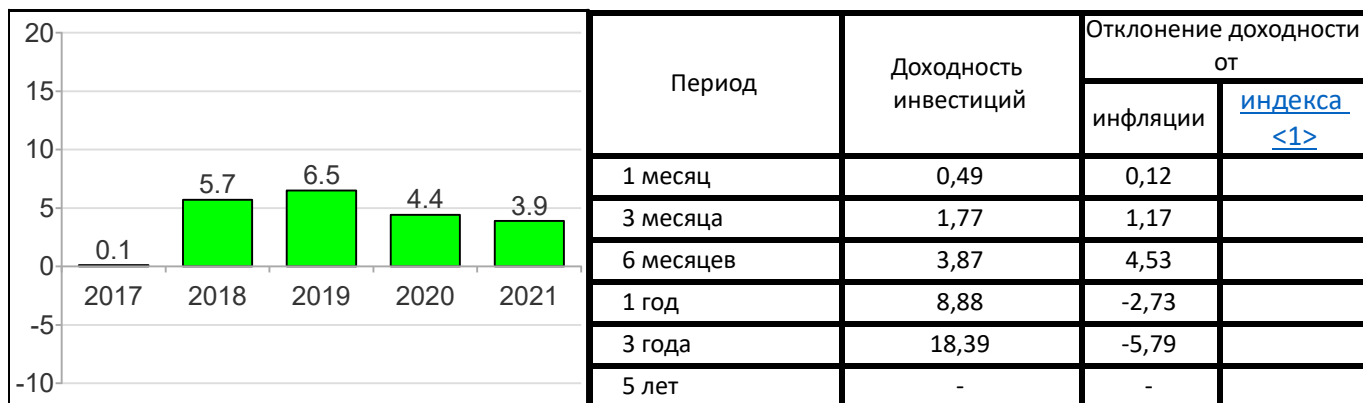 20
15
10
5
0
-5
-10
0.1
5.7
6.5
4.4
3.9
2017 2018 2019 2020 2021
Период
Доходность
инвестиций
Отклонение доходности
от
инфляции
индекса
<1>
1 месяц 0,49 0,12
3 месяца 1,77 1,17
6 месяцев 3,87 4,53
1 год 8,88 -2,73
3 года 18,39 -5,79
5 лет - -